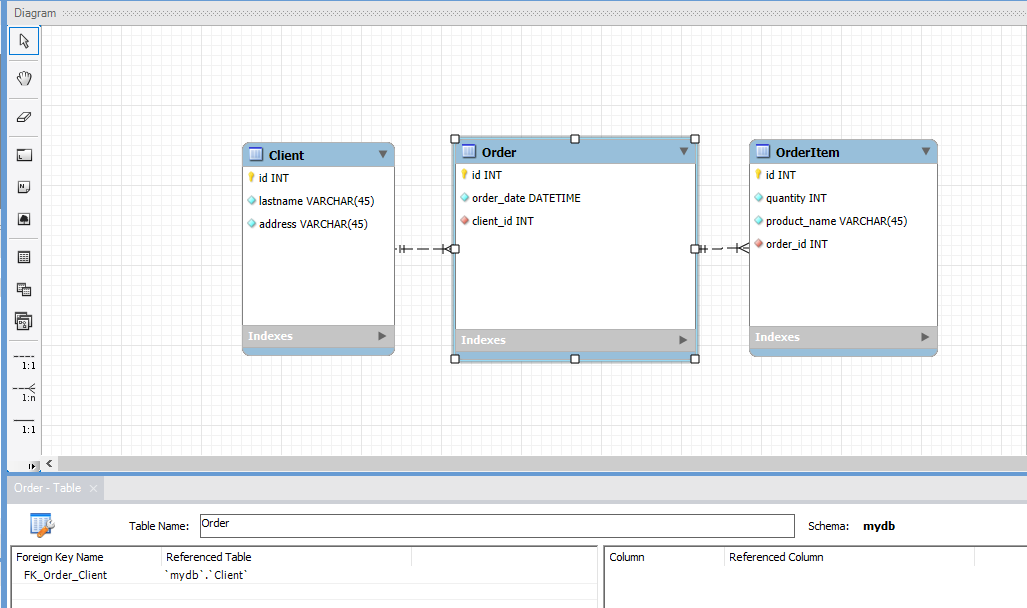 Diagram
Client
id INT
lastname VARCHAR(45)
address VARCHAR(45)
Indexes
Order
id INT
order_date DATETIME
client_id INT
Indexes
OrderItem
id INT
quantity INT
product_name VARCHAR(45)
order_id INT
Indexes
1:1
1:n
1:1
Order - Table
Table Name: Order Schema: mydb
Foreign Key Name Referenced Table Column Referenced Column
FK_Order_Client `mydb`.`Client`